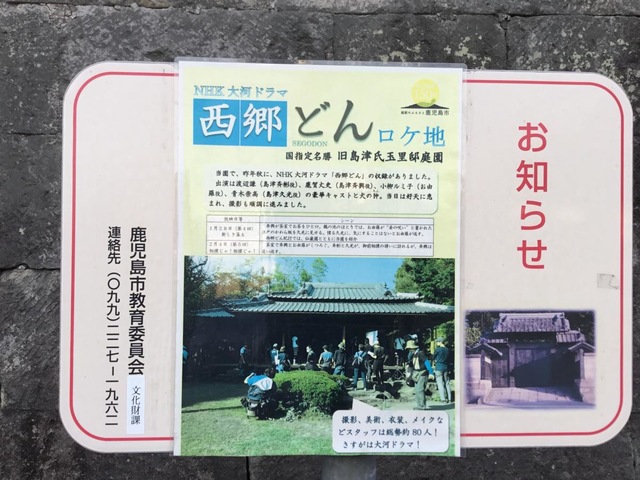 NHK 大河ドラマ
西郷どん ロケ地
SEGODON
鹿児島市
国指定名勝 旧島津氏玉里邸庭園
当園で、昨年秋に、NHK大河ドラマ「西郷どん」の収録がありました。
出演は渡辺謙（島津斉彬役）、鹿賀丈史（島津斉興役）、小柳ルミ子（お由
羅役）、青木崇高（島津久光役）の豪華キャストと犬の狆。当日は好天に恵
まれ、撮影も順調に進みました。
シーン
撮影、美術、衣装、メイクな
どスタッフは総勢約80人！
さすがは大河ドラマ！
お知らせ
鹿児島市教育委員会 文化財課
連絡先（〇九九）二二七ー一九六二